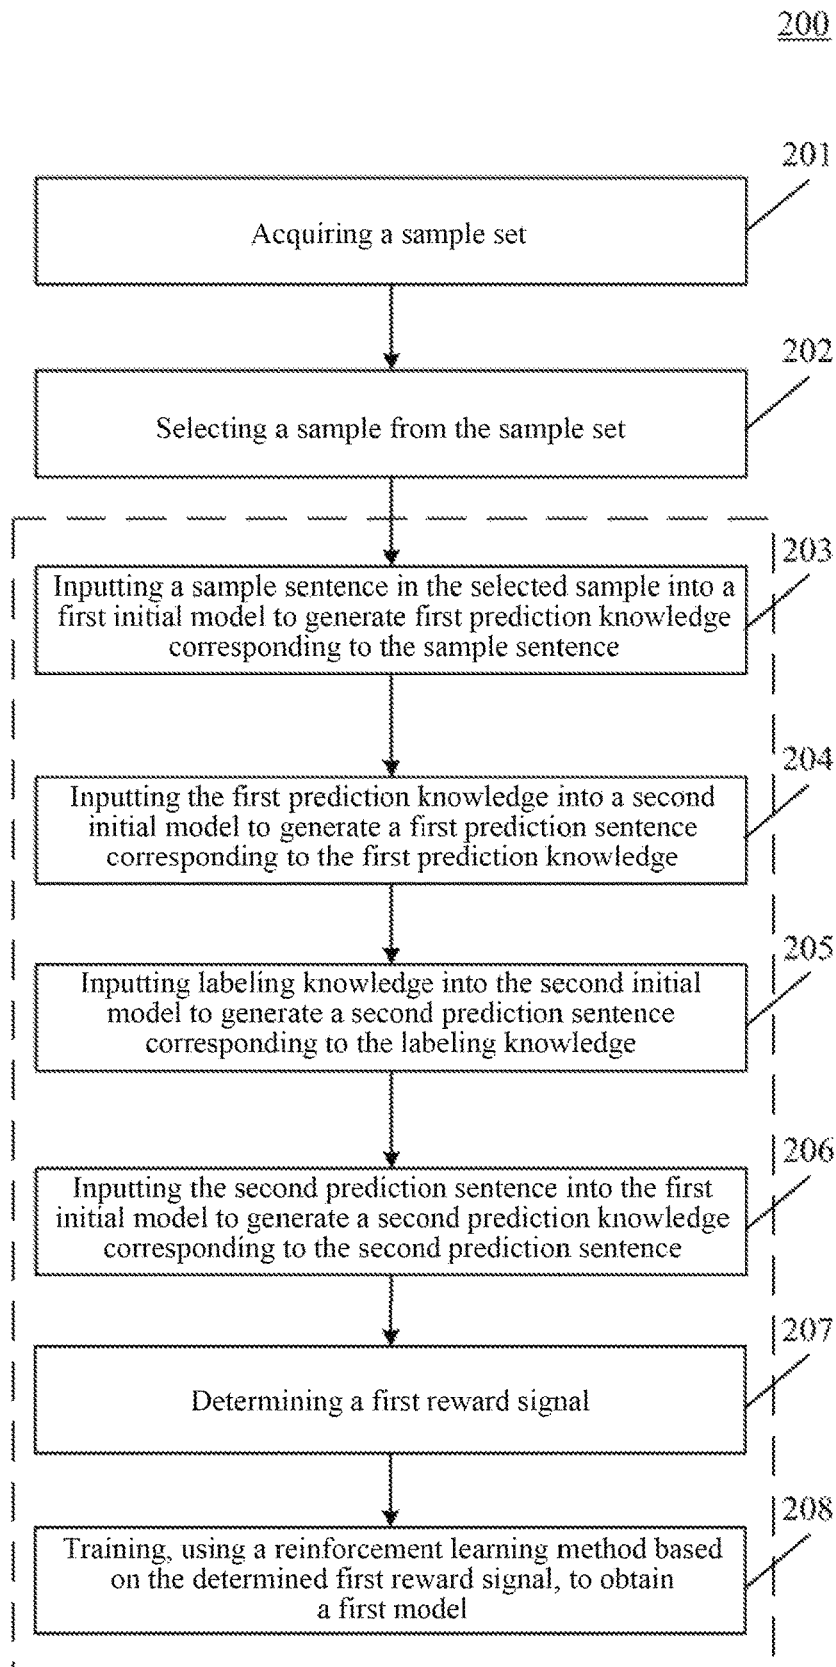 200
201
Acquiring a sample set
202
Selecting a sample from the sample set
203
Inputting a sample sentence in the selected sample into a
first initial model to generate first prediction knowledge
corresponding to the sample sentence
204
Inputting the first prediction knowledge into a second
initial model to generate a first prediction sentence
corresponding to the first prediction knowledge
205
Inputting labeling knowledge into the second initial
model to generate a second prediction sentence
corresponding to the labeling knowledge
206
Inputting the second prediction sentence into the first
initial model to generate a second prediction knowledge
corresponding to the second prediction sentence
207
Determining a first reward signal
208
Training, using a reinforcement learning method based
on the determined first reward signal, to obtain
a first model